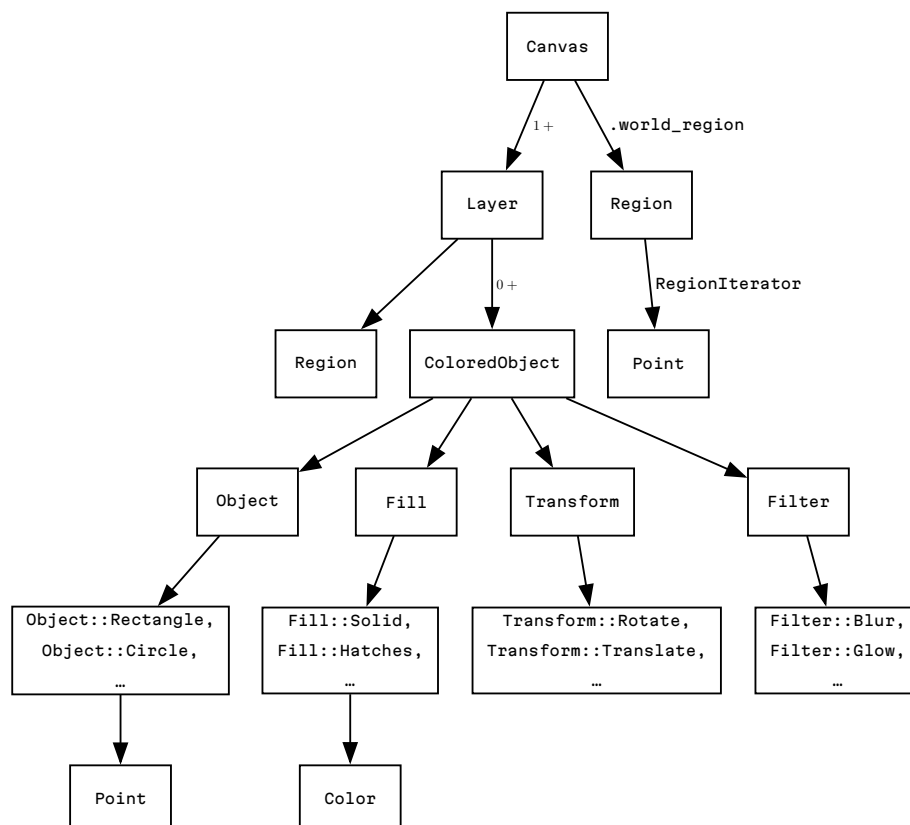 Canvas
1+
.world_region
Layer
Region
0+
RegionIterator
Region
ColoredObject
Point
Object
Fill
Transform
Filter
Object::Rectangle,
Object::Circle,
…
Fill::Solid,
Fill::Hatches,
…
Transform::Rotate,
Transform::Translate,
…
Filter::Blur,
Filter::Glow,
…
Point
Color